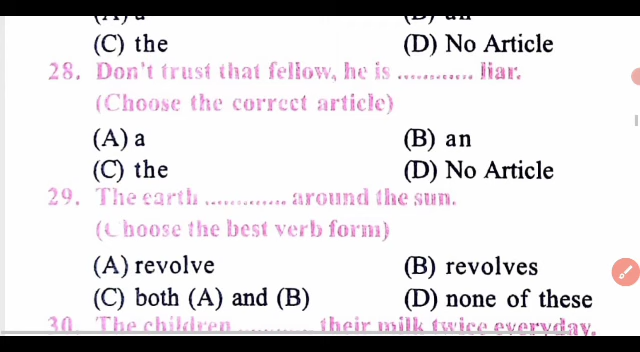 (A) a (B) an
(C) the (D) No Article
28. Don't trust that fellow, he is ............ liar.
(Choose the correct article)
(A) a (B) an
(C) the (D) No Article
29. The earth ............. around the sun.
(Choose the best verb form)
(A) revolve (B) revolves
(C) both (A) and (B) (D) none of these
30. The children ............. their milk twice everyday.